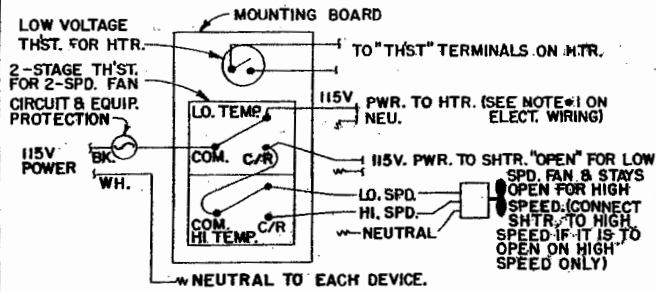 MOUNTING BOARD
LOW VOLTAGE
TH'ST. FOR HTR.
TO "TH'ST" TERMINALS ON HTR.
2-STAGE TH'ST.
FOR 2-SPD. FAN
CIRCUIT & EQUIP.
PROTECTION
LO. TEMP.
115V
PWR. TO HTR. (SEE NOTE #1 ON
NEU.
ELECT. WIRING)
115V
POWER
BK.
WH.
COM.
C/R
115V. PWR. TO SHTR. "OPEN" FOR LOW
SPD. FAN & STAYS
OPEN FOR HIGH
SPEED. (CONNECT
SHTR. TO HIGH
SPEED IF IT IS TO
OPEN ON HIGH
SPEED ONLY)
LO. SPD.
HI. SPD.
NEUTRAL
COM.
C/R
HI. TEMP.
NEUTRAL TO EACH DEVICE.